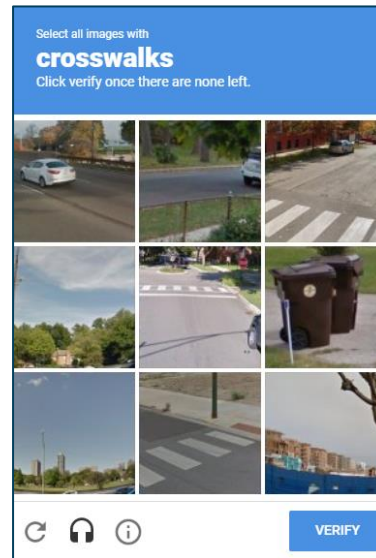 Select all images with
crosswalks
Click verify once there are none left.
VERIFY